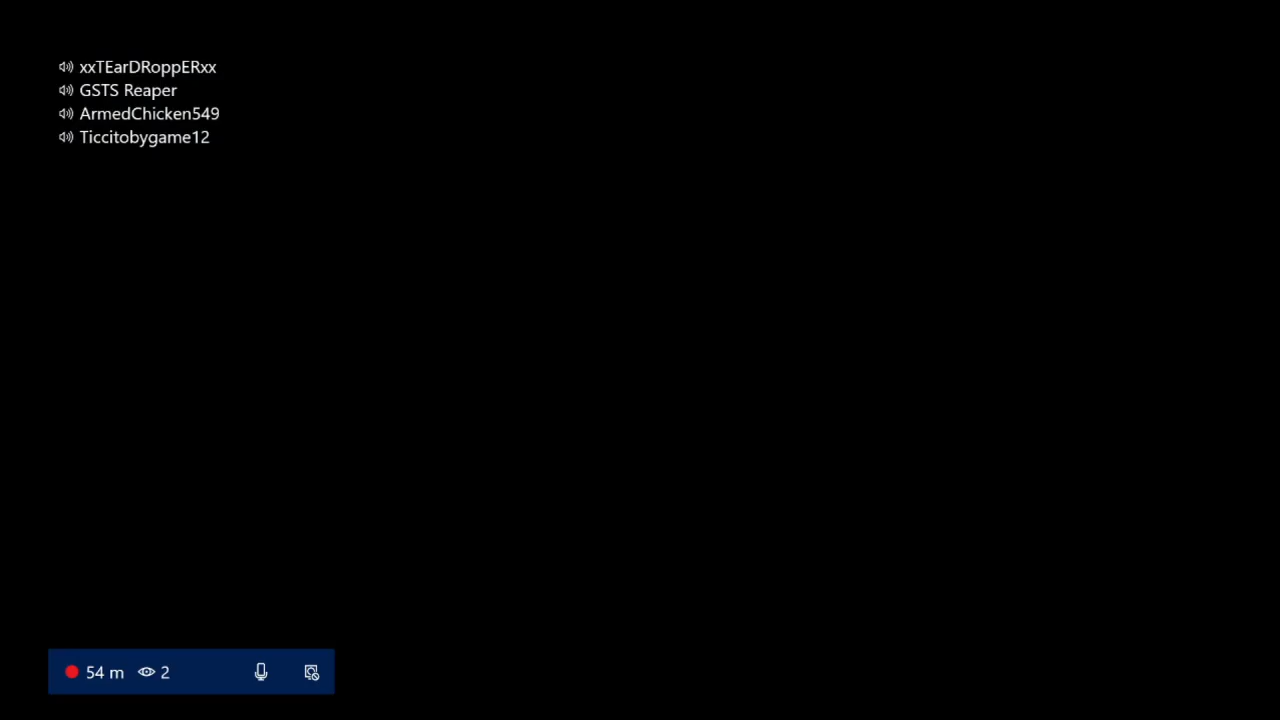 xxTEarDRoppERxx
GSTS Reaper
ArmedChicken549
Ticcitobygame12
54 m 2